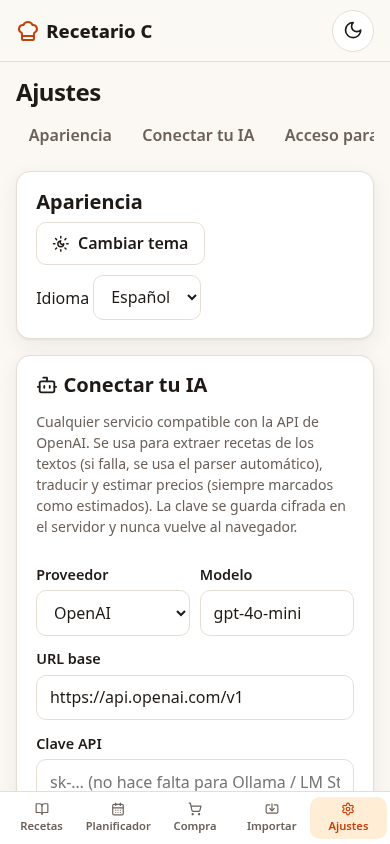 Recetario C
Ajustes
Apariencia Conectar tu IA Acceso para
Apariencia
Cambiar tema
Idioma Español
Conectar tu IA
Cualquier servicio compatible con la API de
OpenAI. Se usa para extraer recetas de los
textos (si falla, se usa el parser automático),
traducir y estimar precios (siempre marcados
como estimados). La clave se guarda cifrada en
el servidor y nunca vuelve al navegador.
Proveedor Modelo
OpenAI gpt-4o-mini
URL base
https://api.openai.com/v1
Clave API
sk-... (no hace falta para Ollama / LM St
Recetas Planificador Compra Importar Ajustes